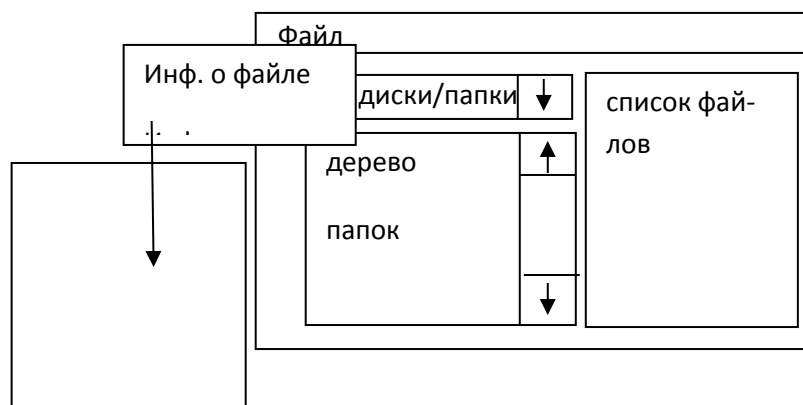 Файл
Инф. о файле
диски/папки
список фай-
лов
дерево
папок